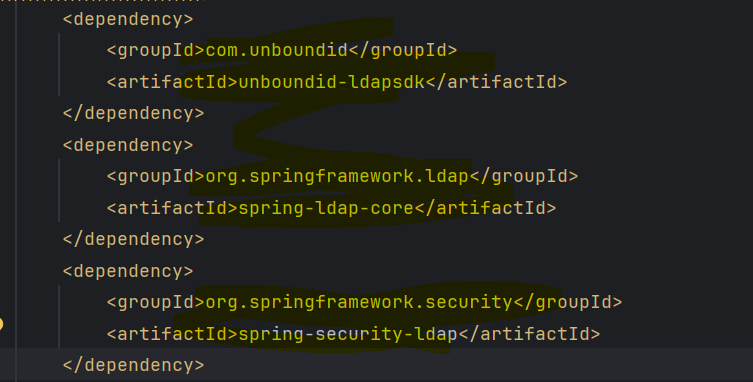 <dependency>
<groupId>com.unboundid</groupId>
<artifactId>unboundid-ldapsdk</artifactId>
</dependency>
<dependency>
<groupId>org.springframework.ldap</groupId>
<artifactId>spring-ldap-core</artifactId>
</dependency>
<dependency>
<groupId>org.springframework.security</groupId>
<artifactId>spring-security-ldap</artifactId>
</dependency>